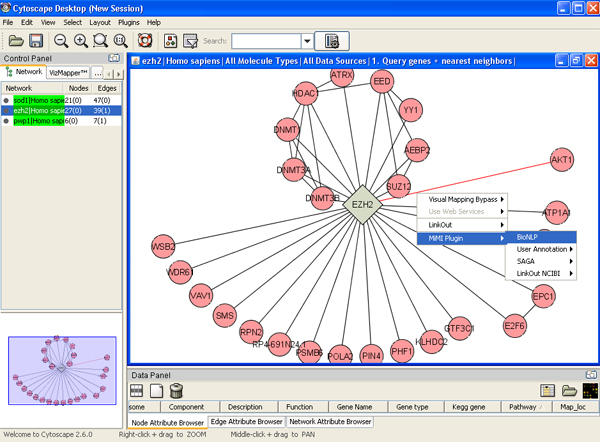 Cytoscape Desktop (New Session)
File Edit View Select Layout Plugins Help
Search:
Control Panel
Network VizMapper™ ...
Network Nodes Edges
sod1|Homo sapie 21(0) 47(0)
ezh2|Homo sapie 27(0) 39(1)
pwp1|Homo sapie 6(0) 7(1)
ezh2|Homo sapiens|All Molecule Types|All Data Sources|1. Query genes + nearest neighbors|
ATRX
EED
HDAC1
YY1
DNMT1
AEBP2
AKT1
DNMT3A
SUZ12
DNMT3B
EZH2
ATP1A1
Visual Mapping Bypass
Use Web Services
LinkOut
MiMI Plugin
BioNLP
User Annotation
SAGA
LinkOut NCIBI
WSB2
WDR61
VAV1
SMS
RPN2
RP4-691N24.1
PSMB6
POLA2
PIN4
PHF1
KLHDC2
GTF3C1
E2F6
EPC1
Data Panel
some Component Description Function Gene Name Gene type Kegg gene Pathway Map_loc
Node Attribute Browser Edge Attribute Browser Network Attribute Browser
Welcome to Cytoscape 2.6.0 Right-click + drag to ZOOM Middle-click + drag to PAN